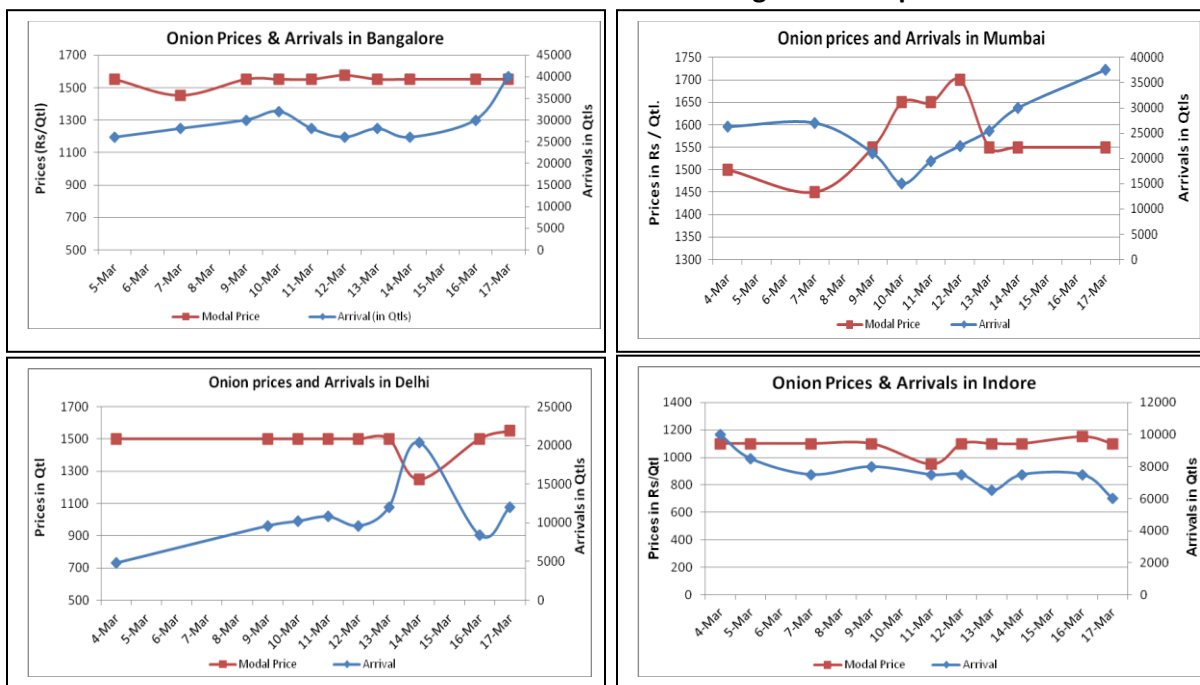 Onion Prices & Arrivals in Bangalore
Prices (Rs/Qtl)
1700
1500
1300
1100
900
700
500
45000
40000
35000
30000
25000
20000
15000
10000
5000
0
Arrivals in Qtls
5-Mar
6-Mar
7-Mar
8-Mar
9-Mar
10-Mar
11-Mar
12-Mar
13-Mar
14-Mar
15-Mar
16-Mar
17-Mar
Modal Price
Arrival (in Qtls)
Onion prices and Arrivals in Mumbai
Prices in Rs / Qtl.
1750
1700
1650
1600
1550
1500
1450
1400
1350
1300
40000
35000
30000
25000
20000
15000
10000
5000
0
Arrivals in Qtls
4-Mar
5-Mar
6-Mar
7-Mar
8-Mar
9-Mar
10-Mar
11-Mar
12-Mar
13-Mar
14-Mar
15-Mar
16-Mar
17-Mar
Modal Price
Arrival
Onion prices and Arrivals in Delhi
Prices in Qtl
1700
1500
1300
1100
900
700
500
25000
20000
15000
10000
5000
0
Arrivals in Qtls
4-Mar
5-Mar
6-Mar
7-Mar
8-Mar
9-Mar
10-Mar
11-Mar
12-Mar
13-Mar
14-Mar
15-Mar
16-Mar
17-Mar
Modal Price
Arrival
Onion Prices & Arrivals in Indore
Prices in Rs/Qtl
1400
1200
1000
800
600
400
200
0
12000
10000
8000
6000
4000
2000
0
Arrivals in Qtls
4-Mar
5-Mar
6-Mar
7-Mar
8-Mar
9-Mar
10-Mar
11-Mar
12-Mar
13-Mar
14-Mar
15-Mar
16-Mar
17-Mar
Modal Price
Arrival